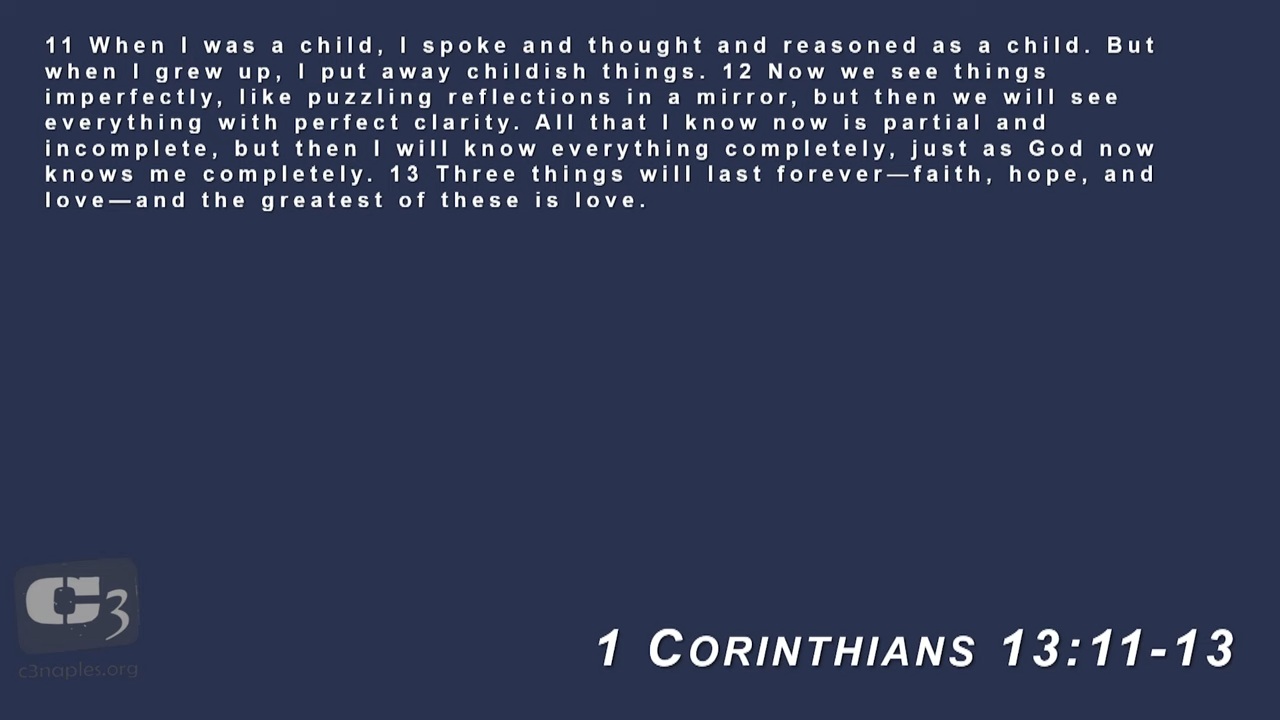 11 When I was a child, I spoke and thought and reasoned as a child. But
when I grew up, I put away childish things. 12 Now we see things
imperfectly, like puzzling reflections in a mirror, but then we will see
everything with perfect clarity. All that I know now is partial and
incomplete, but then I will know everything completely, just as God now
knows me completely. 13 Three things will last forever—faith, hope, and
love—and the greatest of these is love.
C3
c3naples.org
1 CORINTHIANS 13:11-13